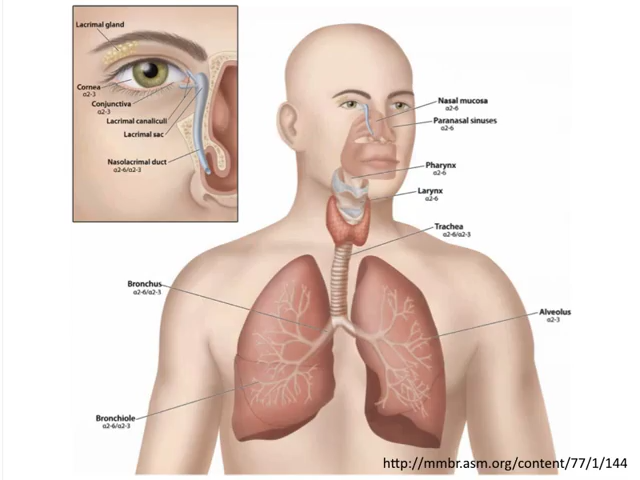 Lacrimal gland
Cornea
α2-3
Conjunctiva
α2-3
Lacrimal canaliculi
Lacrimal sac
Nasolacrimal duct
α2-6/α2-3
Nasal mucosa
α2-6
Paranasal sinuses
α2-6
Pharynx
α2-6
Larynx
α2-6
Trachea
α2-6/α2-3
Bronchus
α2-6/α2-3
Alveolus
α2-3
Bronchiole
α2-6/α2-3
http://mmbr.asm.org/content/77/1/144